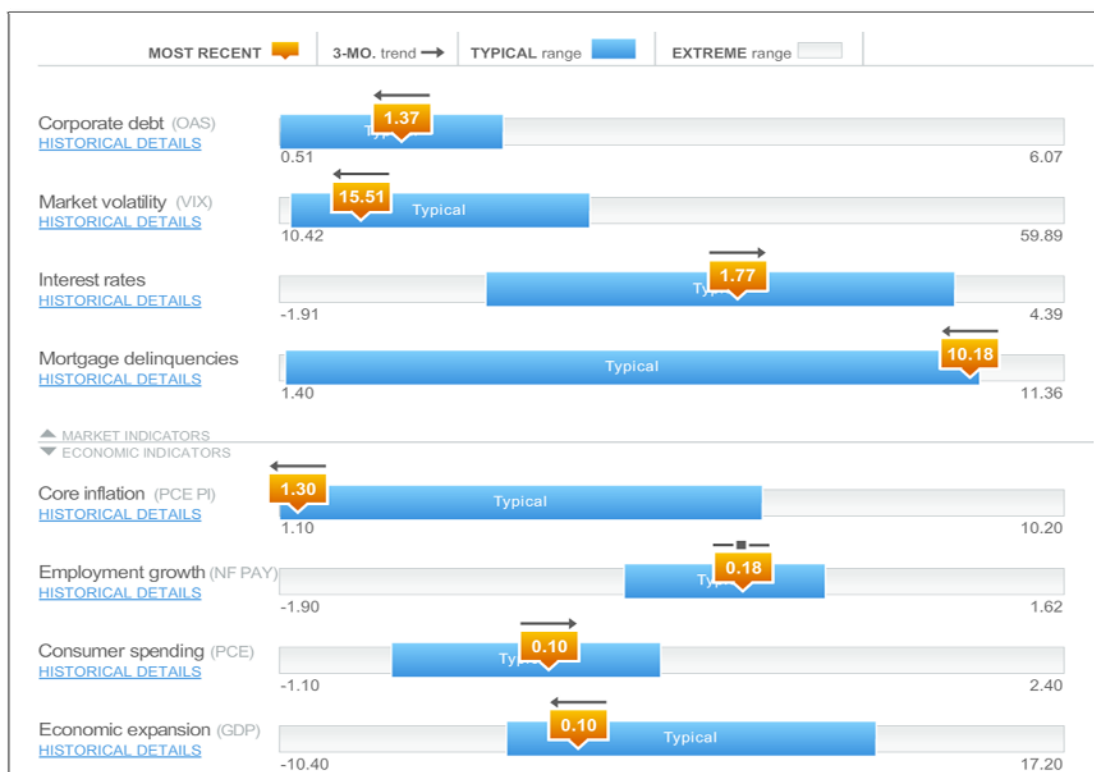 MOST RECENT 3-MO. trend TYPICAL range EXTREME range
Corporate debt (OAS) 1.37
HISTORICAL DETAILS
0.51 6.07
Market volatility (VIX) 15.51 Typical
HISTORICAL DETAILS
10.42 59.89
Interest rates 1.77
HISTORICAL DETAILS
-1.91 4.39
Mortgage delinquencies 10.18
Typical
HISTORICAL DETAILS
1.40 11.36
MARKET INDICATORS
ECONOMIC INDICATORS
Core inflation (PCE PI) 1.30 Typical
HISTORICAL DETAILS
1.10 10.20
Employment growth (NF PAY) 0.18
HISTORICAL DETAILS
-1.90 1.62
Consumer spending (PCE) 0.10
HISTORICAL DETAILS
-1.10 2.40
Economic expansion (GDP) 0.10 Typical
HISTORICAL DETAILS
-10.40 17.20